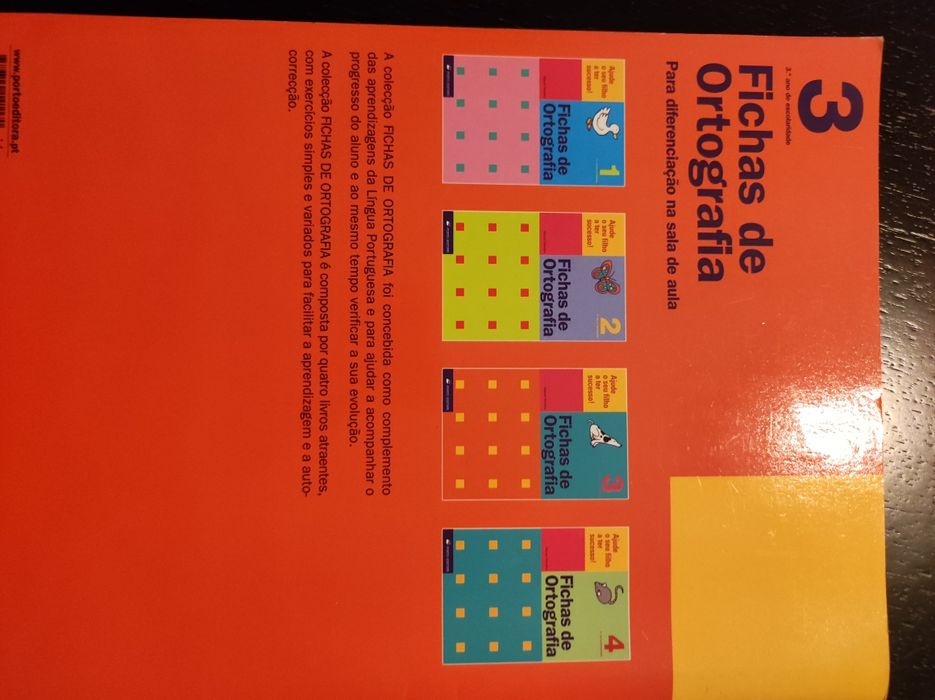 3
3.º ano de escolaridade
Fichas de
Ortografia
Para diferenciação na sala de aula
Ajude
o seu filho
a ter
sucesso!
1
Fichas de
Ortografia
Ajude
o seu filho
a ter
sucesso!
2
Fichas de
Ortografia
Ajude
o seu filho
a ter
sucesso!
3
Fichas de
Ortografia
Ajude
o seu filho
a ter
sucesso!
4
Fichas de
Ortografia
A colecção FICHAS DE ORTOGRAFIA foi concebida como complemento
das aprendizagens da Língua Portuguesa e para ajudar a acompanhar o
progresso do aluno e ao mesmo tempo verificar a sua evolução.
A colecção FICHAS DE ORTOGRAFIA é composta por quatro livros atraentes,
com exercícios simples e variados para facilitar a aprendizagem e a auto-
correcção.
www.portoeditora.pt